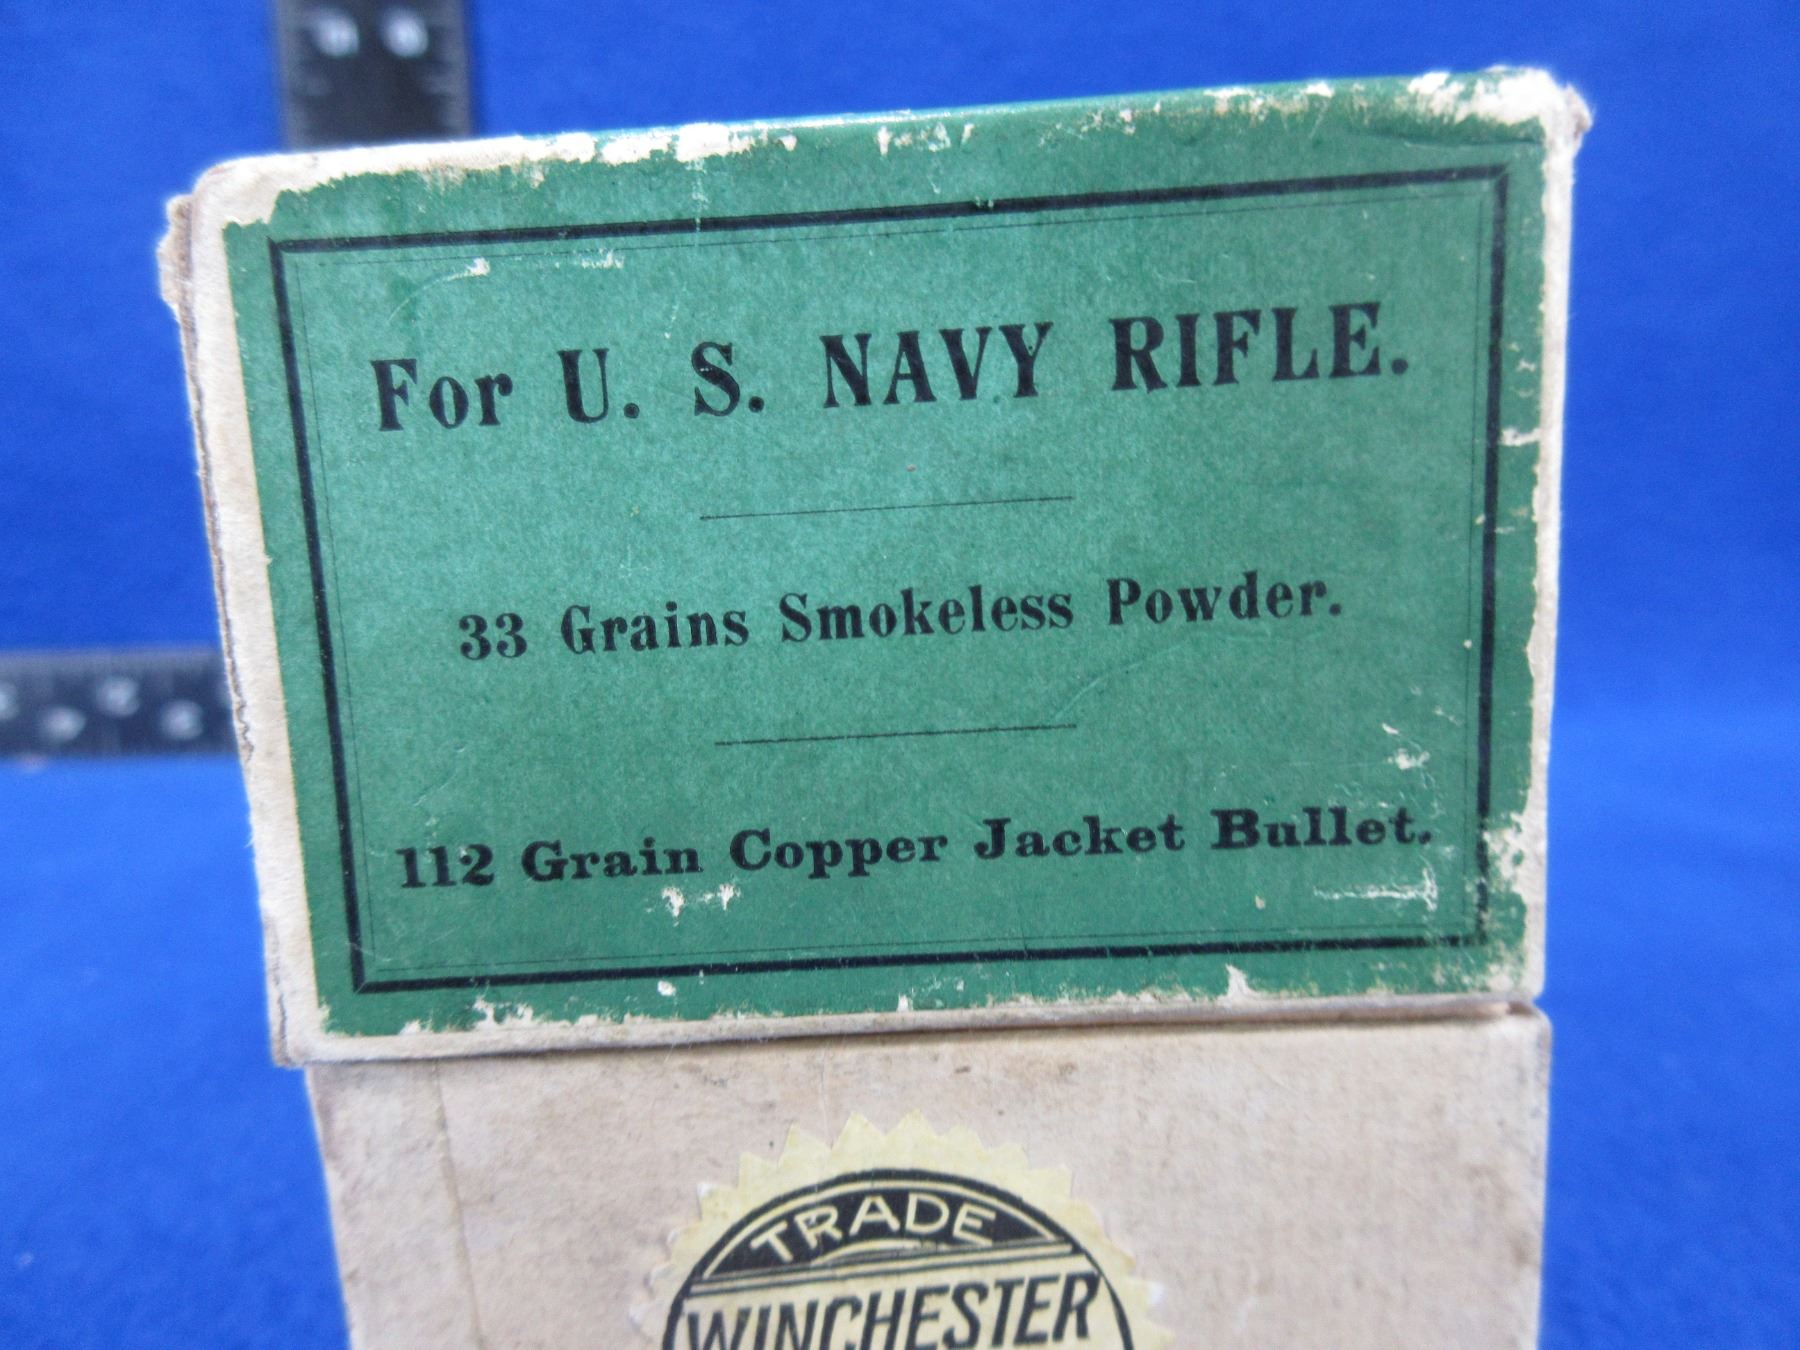 For U. S. NAVY RIFLE.
33 Grains Smokeless Powder.
112 Grain Copper Jacket Bullet.
TRADE
WINCHESTER